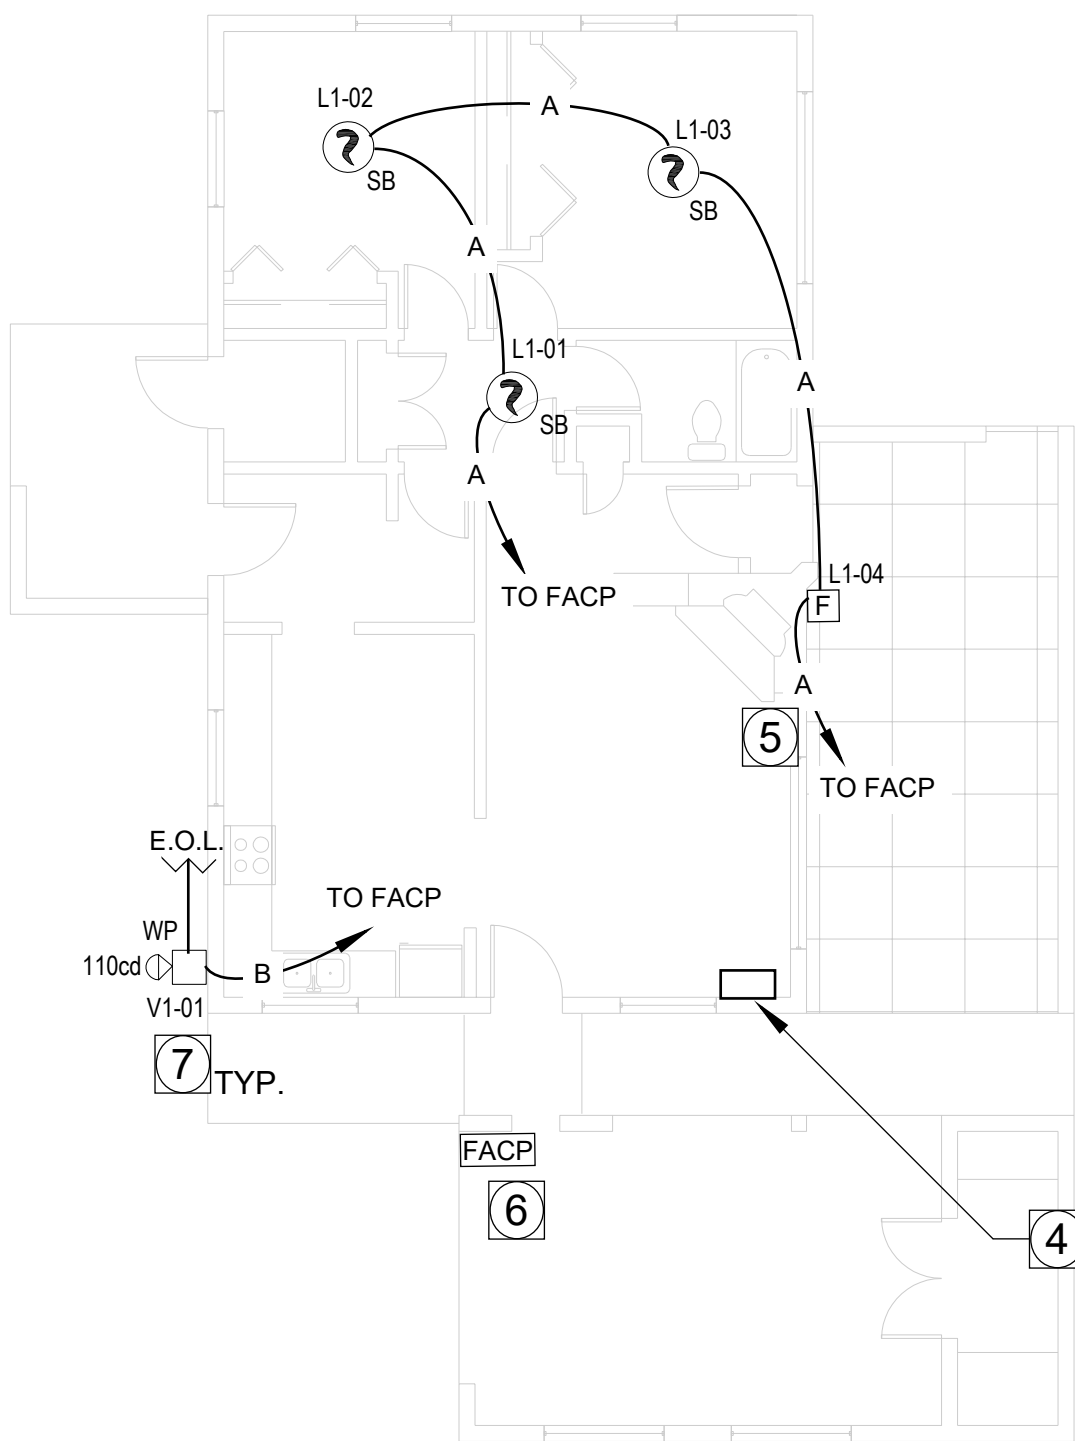 L1-02
A
L1-03
SB
SB
A
L1-01
A
SB
A
TO FACP
L1-04
F
A
5
TO FACP
E.O.L.
TO FACP
WP
110cd
B
V1-01
7 TYP.
FACP
6
4